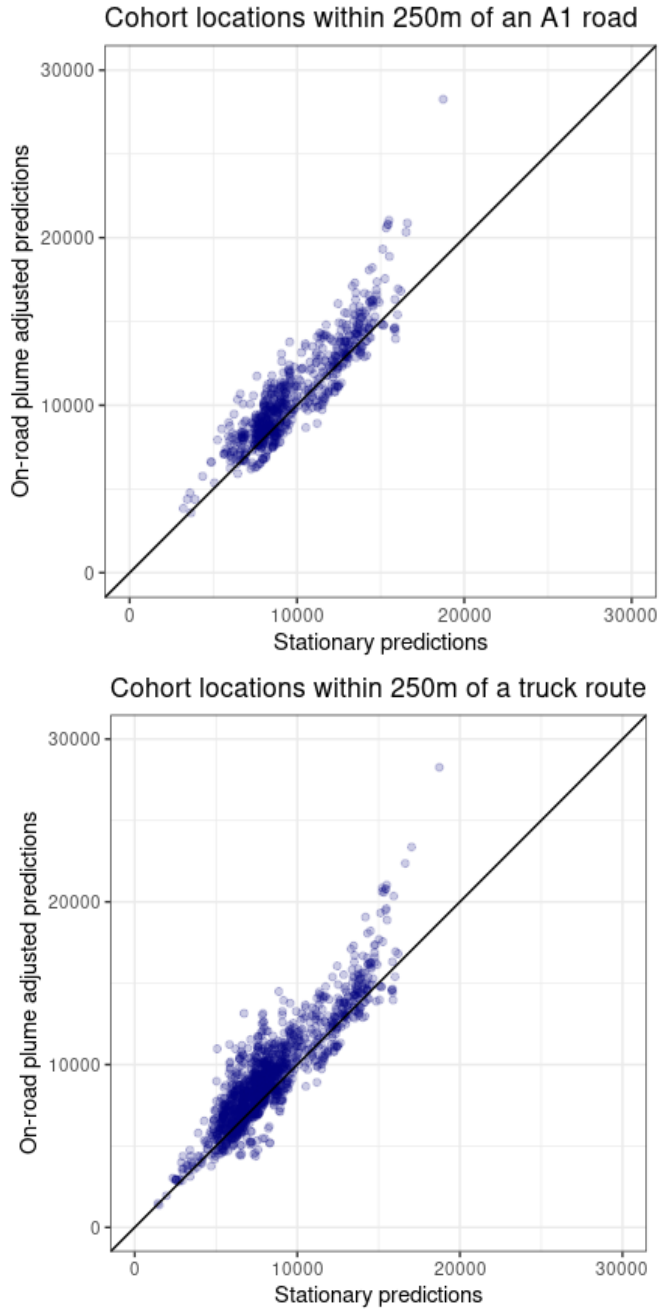 Cohort locations within 250m of an A1 road
On-road plume adjusted predictions
30000
20000
10000
0
0 10000 20000 30000
Stationary predictions
Cohort locations within 250m of a truck route
On-road plume adjusted predictions
30000
20000
10000
0
0 10000 20000 30000
Stationary predictions